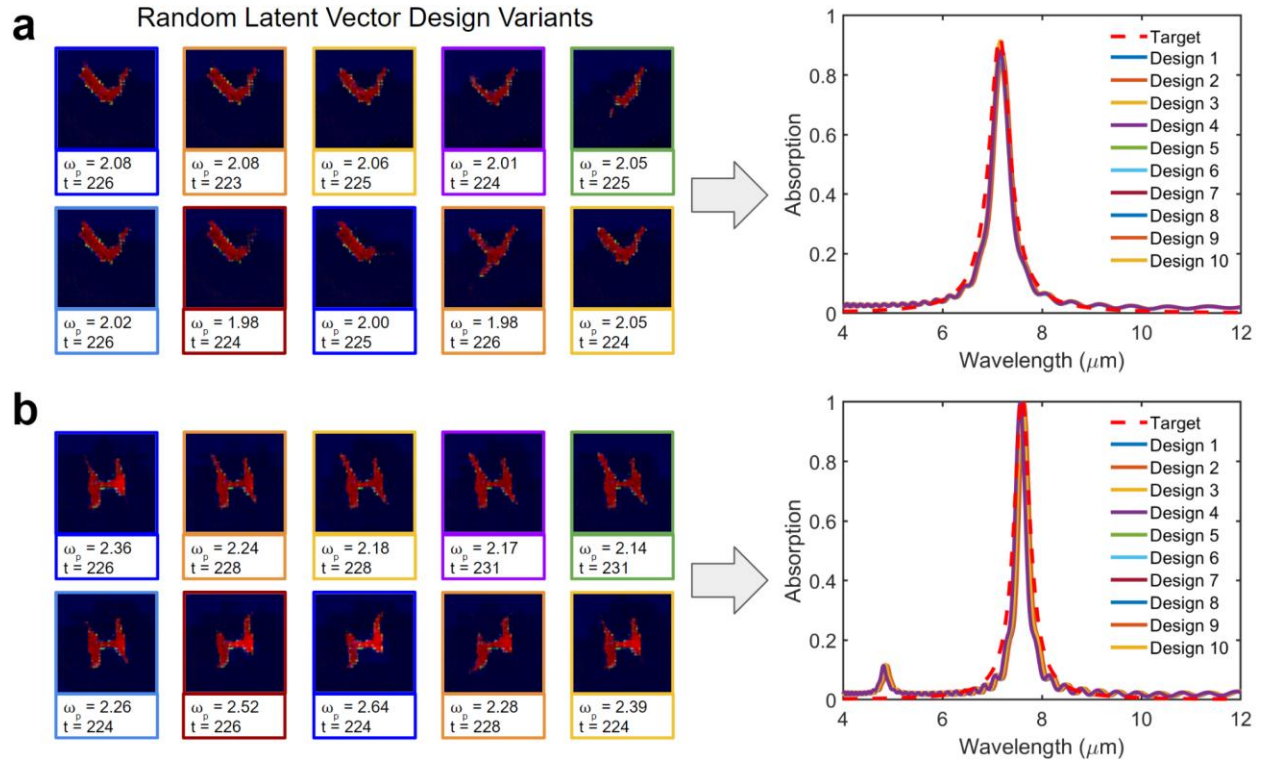 a
Random Latent Vector Design Variants
ωp = 2.08
t = 226
ωp = 2.08
t = 223
ωp = 2.06
t = 225
ωp = 2.01
t = 224
ωp = 2.05
t = 225
ωp = 2.02
t = 226
ωp = 1.98
t = 224
ωp = 2.00
t = 225
ωp = 1.98
t = 226
ωp = 2.05
t = 224
Absorption
1
0.8
0.6
0.4
0.2
0
4
6
8
10
12
Wavelength (μm)
Target
Design 1
Design 2
Design 3
Design 4
Design 5
Design 6
Design 7
Design 8
Design 9
Design 10
b
ωp = 2.36
t = 226
ωp = 2.24
t = 228
ωp = 2.18
t = 228
ωp = 2.17
t = 231
ωp = 2.14
t = 231
ωp = 2.26
t = 224
ωp = 2.52
t = 226
ωp = 2.64
t = 224
ωp = 2.28
t = 228
ωp = 2.39
t = 224
Absorption
1
0.8
0.6
0.4
0.2
0
4
6
8
10
12
Wavelength (μm)
Target
Design 1
Design 2
Design 3
Design 4
Design 5
Design 6
Design 7
Design 8
Design 9
Design 10